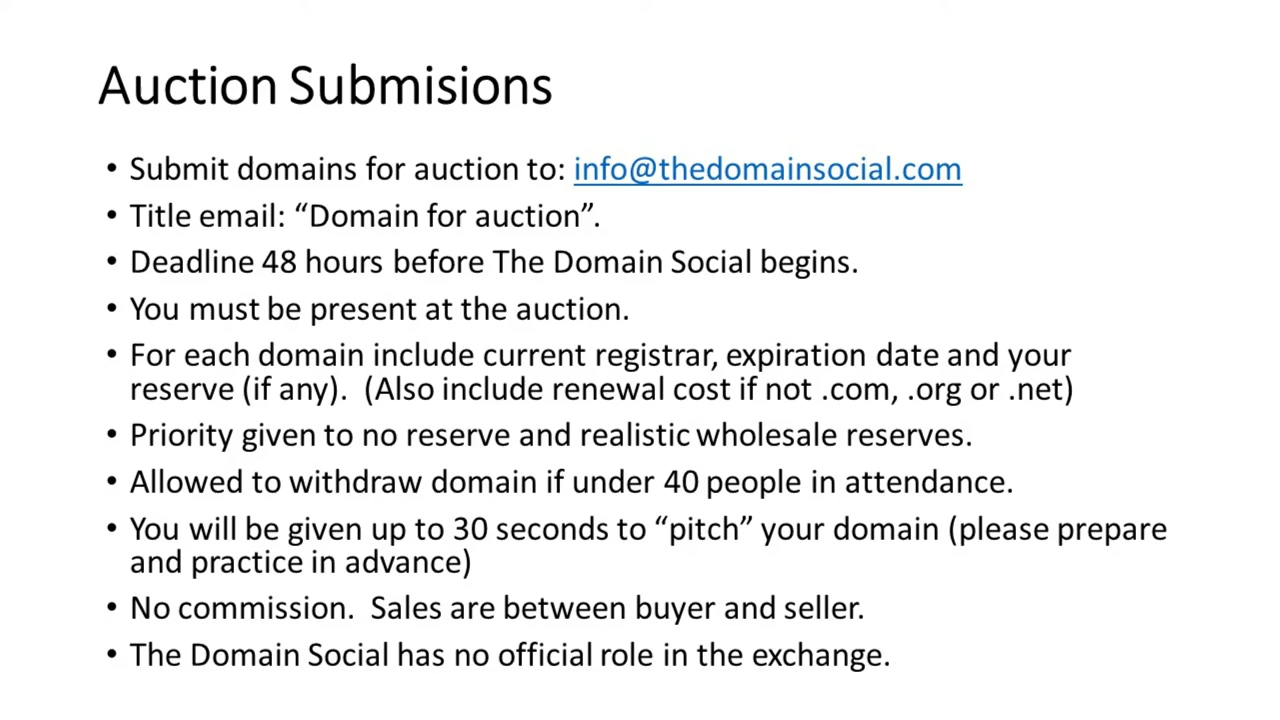 Auction Submisions
• Submit domains for auction to: info@thedomainsocial.com
• Title email: “Domain for auction”.
• Deadline 48 hours before The Domain Social begins.
• You must be present at the auction.
• For each domain include current registrar, expiration date and your
reserve (if any).  (Also include renewal cost if not .com, .org or .net)
• Priority given to no reserve and realistic wholesale reserves.
• Allowed to withdraw domain if under 40 people in attendance.
• You will be given up to 30 seconds to “pitch” your domain (please prepare
and practice in advance)
• No commission.  Sales are between buyer and seller.
• The Domain Social has no official role in the exchange.